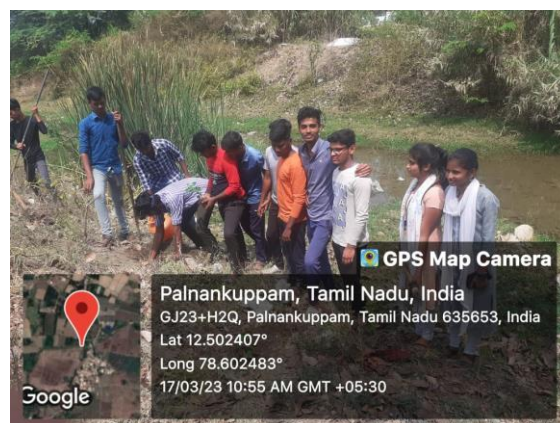 GPS Map Camera
Palnankuppam, Tamil Nadu, India
GJ23+H2Q, Palnankuppam, Tamil Nadu 635653, India
Lat 12.502407°
Long 78.602483°
17/03/23 10:55 AM GMT +05:30
Google